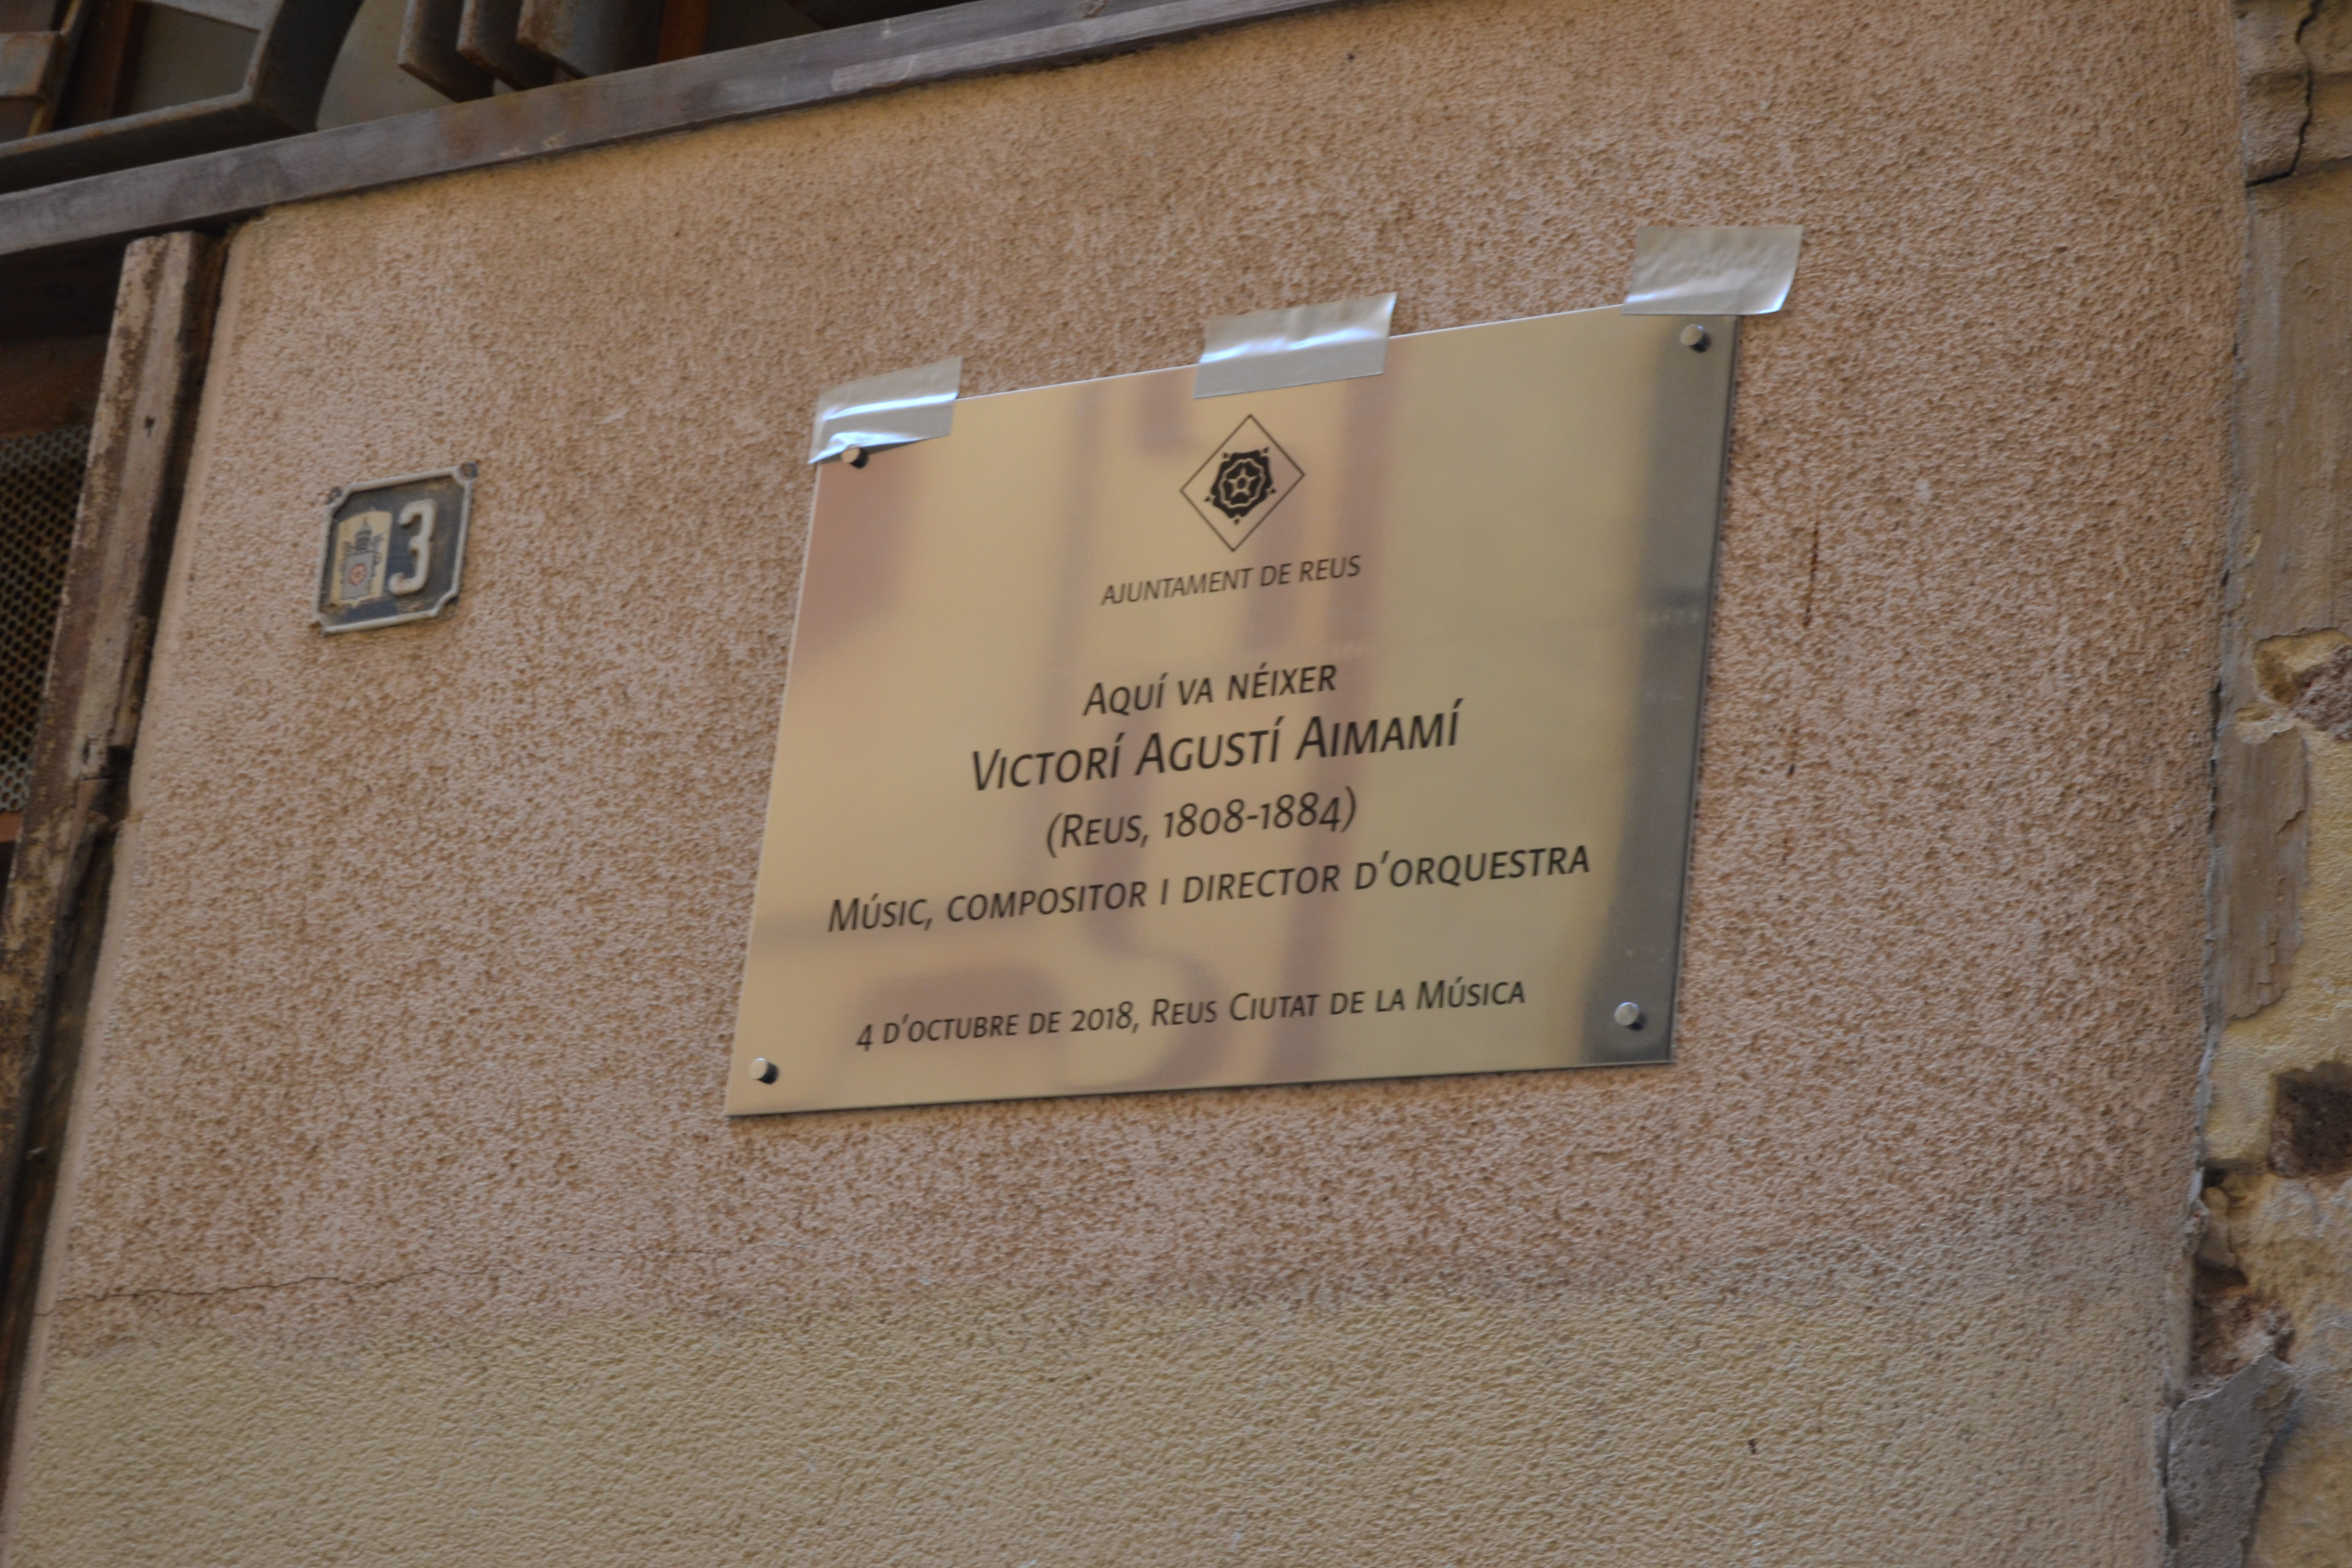 3
AJUNTAMENT DE REUS
AQUÍ VA NÉIXER
VICTORÍ AGUSTÍ AIMAMÍ
(REUS, 1808-1884)
MÚSIC, COMPOSITOR I DIRECTOR D'ORQUESTRA
4 D'OCTUBRE DE 2018, REUS CIUTAT DE LA MÚSICA